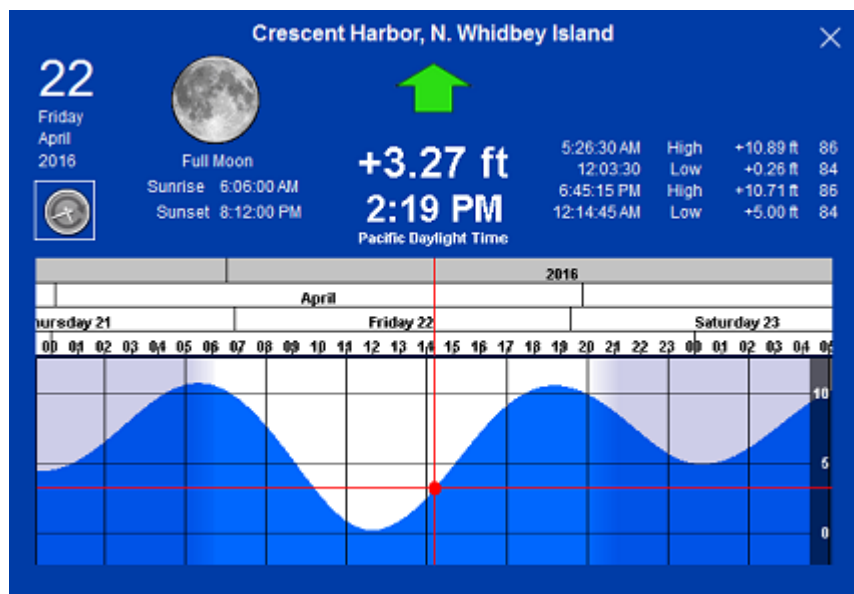 Crescent Harbor, N. Whidbey Island
22
Friday
April
2016
Full Moon
Sunrise 6:06:00 AM
Sunset 8:12:00 PM
+3.27 ft
2:19 PM
Pacific Daylight Time
5:26:30 AM High +10.89 ft 86
12:03:30 Low +0.26 ft 84
6:45:15 PM High +10.71 ft 86
12:14:45 AM Low +5.00 ft 84
2016
April
ursday 21 Friday 22 Saturday 23
00 01 02 03 04 05 06 07 08 09 10 11 12 13 14 15 16 17 18 19 20 21 22 23 00 01 02 03 04 05
10
5
0